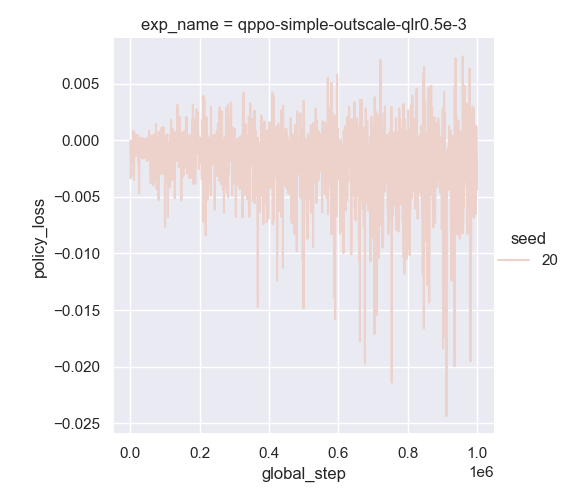 exp_name = qppo-simple-outscale-qlr0.5e-3
0.005
0.000
−0.005
−0.010
−0.015
−0.020
−0.025
policy_loss
0.0 0.2 0.4 0.6 0.8 1.0
1e6
global_step
seed
20